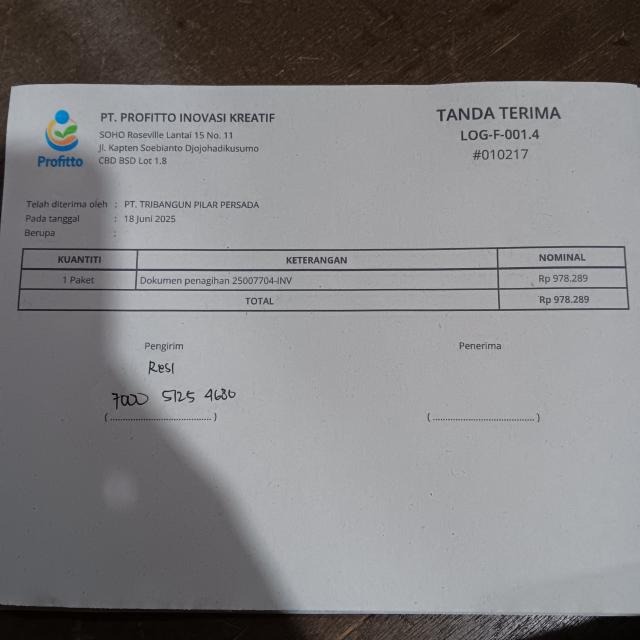 Profitto
PT. PROFITTO INOVASI KREATIF
SOHO Roseville Lantai 15 No. 11
Jl. Kapten Soebianto Djojohadikusumo
CBD BSD Lot 1.8
TANDA TERIMA
LOG-F-001.4
#010217
Telah diterima oleh : PT. TRIBANGUN PILAR PERSADA
Pada tanggal : 18 Juni 2025
Berupa :
KUANTITI KETERANGAN NOMINAL
1 Paket Dokumen penagihan 25007704-INV Rp 978.289
TOTAL Rp 978.289
Pengirim Penerima
RESI
7000 5125 4680
(....................................) (....................................)